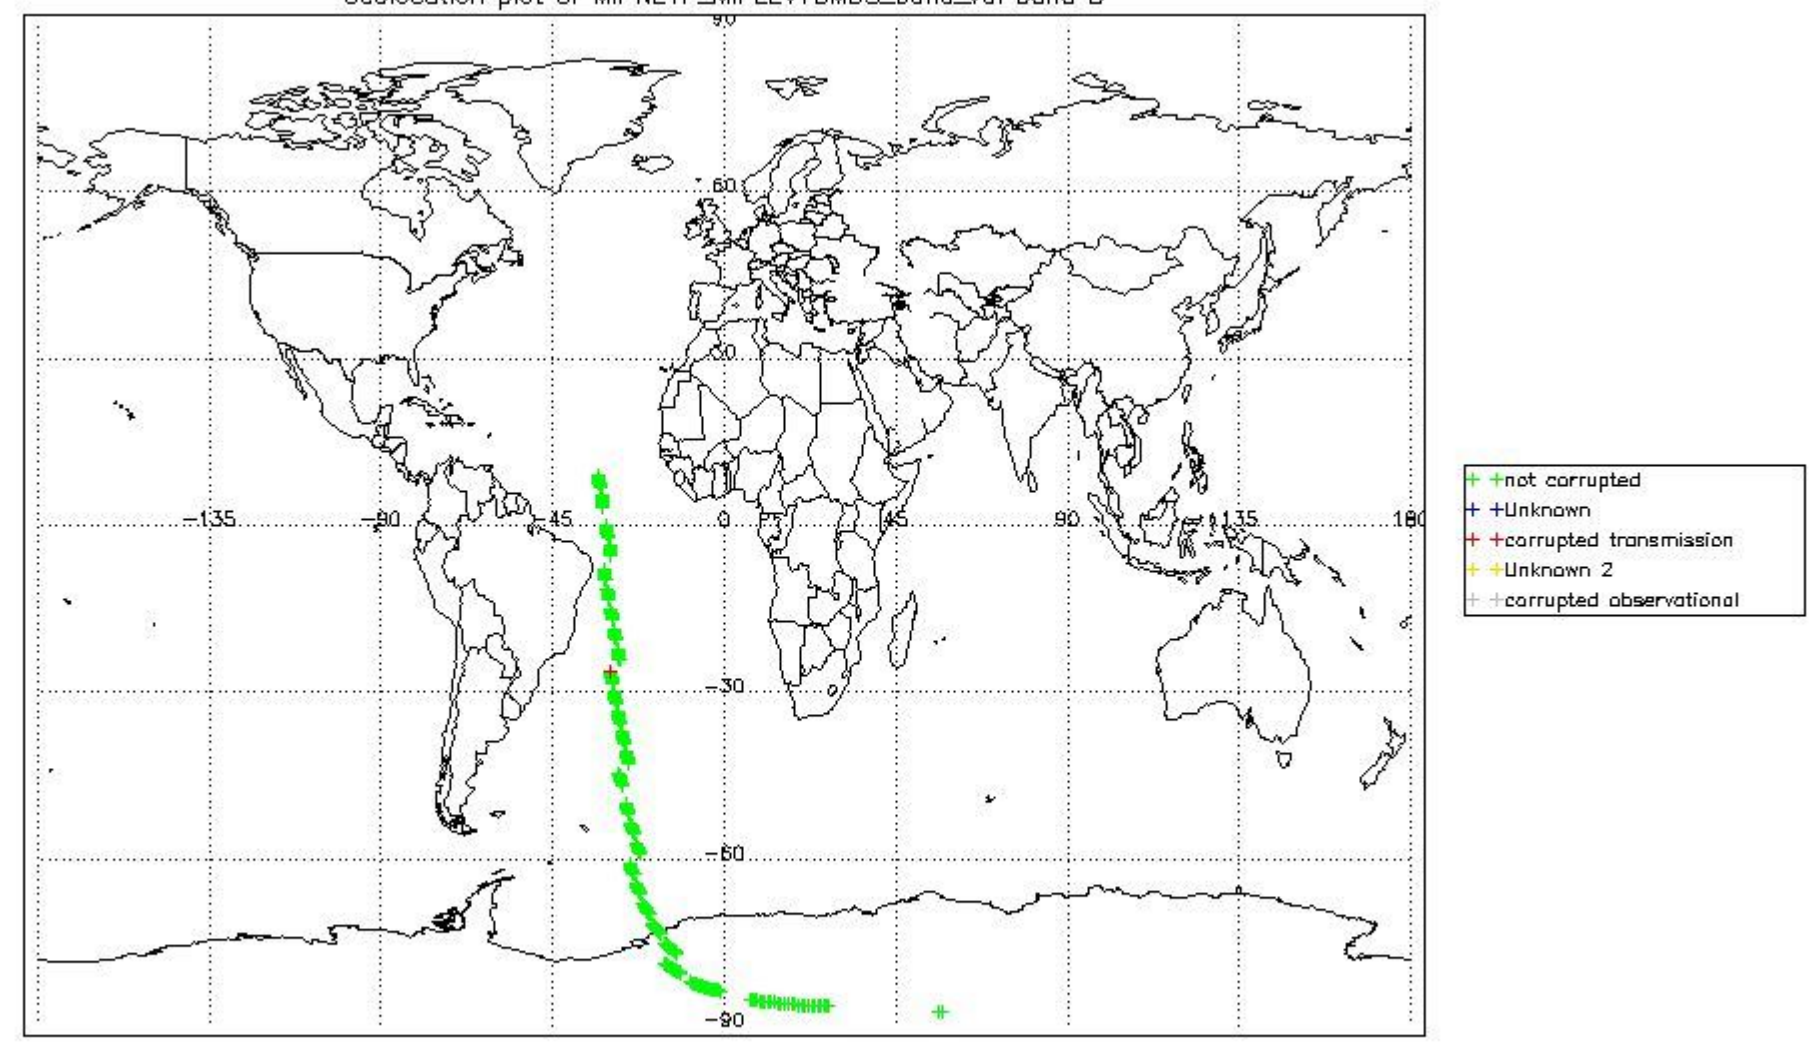 90
60
30
-135 -90 -45 0 45 90 135 180
-30
-60
-90
not corrupted
Unknown
corrupted transmission
Unknown 2
corrupted observational